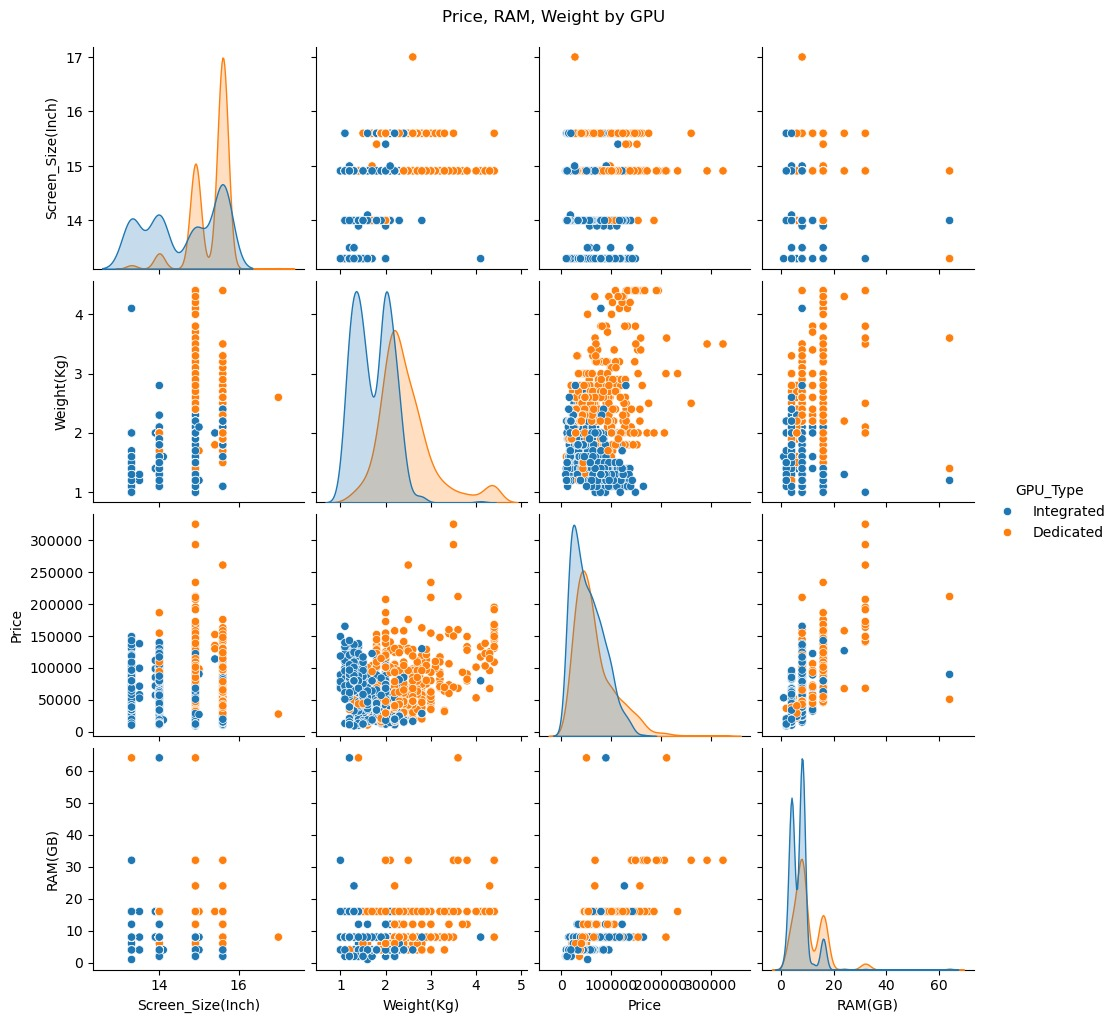 Price, RAM, Weight by GPU
17
16
15
14
Screen_Size(Inch)
4
3
2
1
Weight(Kg)
GPU_Type
Integrated
Dedicated
300000
250000
200000
150000
100000
50000
0
Price
60
50
40
30
20
10
0
RAM(GB)
14 16
1 2 3 4 5
0 100000 200000 300000
0 20 40 60
Screen_Size(Inch) Weight(Kg) Price RAM(GB)